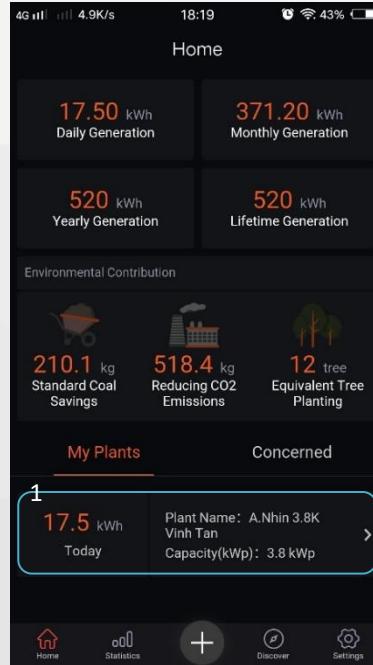 4G 4.9K/s 18:19 43%
Home
17.50 kWh
Daily Generation
371.20 kWh
Monthly Generation
520 kWh
Yearly Generation
520 kWh
Lifetime Generation
Environmental Contribution
210.1 kg
Standard Coal
Savings
518.4 kg
Reducing CO2
Emissions
12 tree
Equivalent Tree
Planting
My Plants
Concerned
1
17.5 kWh
Today
Plant Name: A.Nhin 3.8K
Vinh Tan
Capacity(kWp): 3.8 kWp
Home Statistics Discover Settings